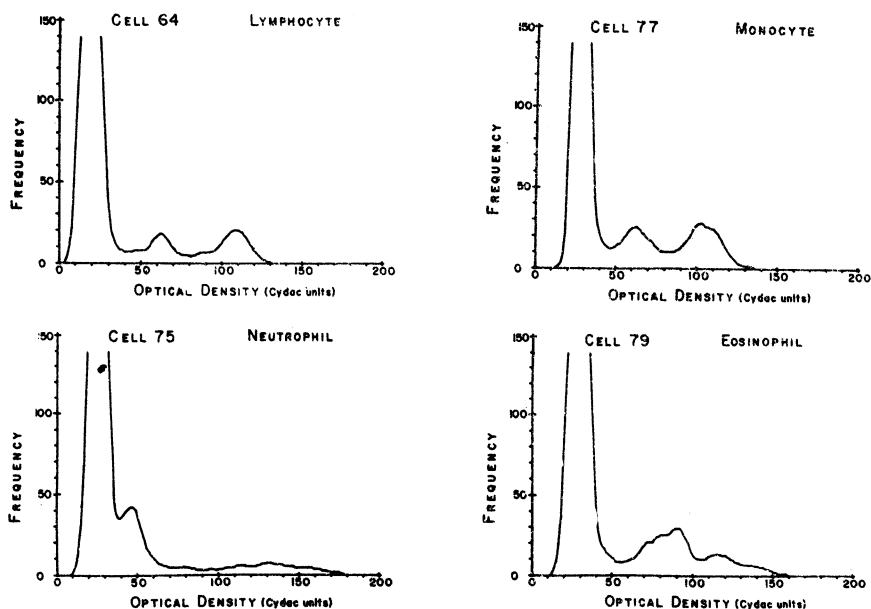 CELL 64 LYMPHOCYTE
150
100
50
0
FREQUENCY
0 50 100 150 200
OPTICAL DENSITY (Cydac units)
CELL 77 MONOCYTE
150
100
50
0
FREQUENCY
0 50 100 150 200
OPTICAL DENSITY (Cydac units)
CELL 75 NEUTROPHIL
150
100
50
0
FREQUENCY
0 50 100 150 200
OPTICAL DENSITY (Cydac units)
CELL 79 EOSINOPHIL
150
100
50
0
FREQUENCY
0 50 100 150 200
OPTICAL DENSITY (Cydac units)